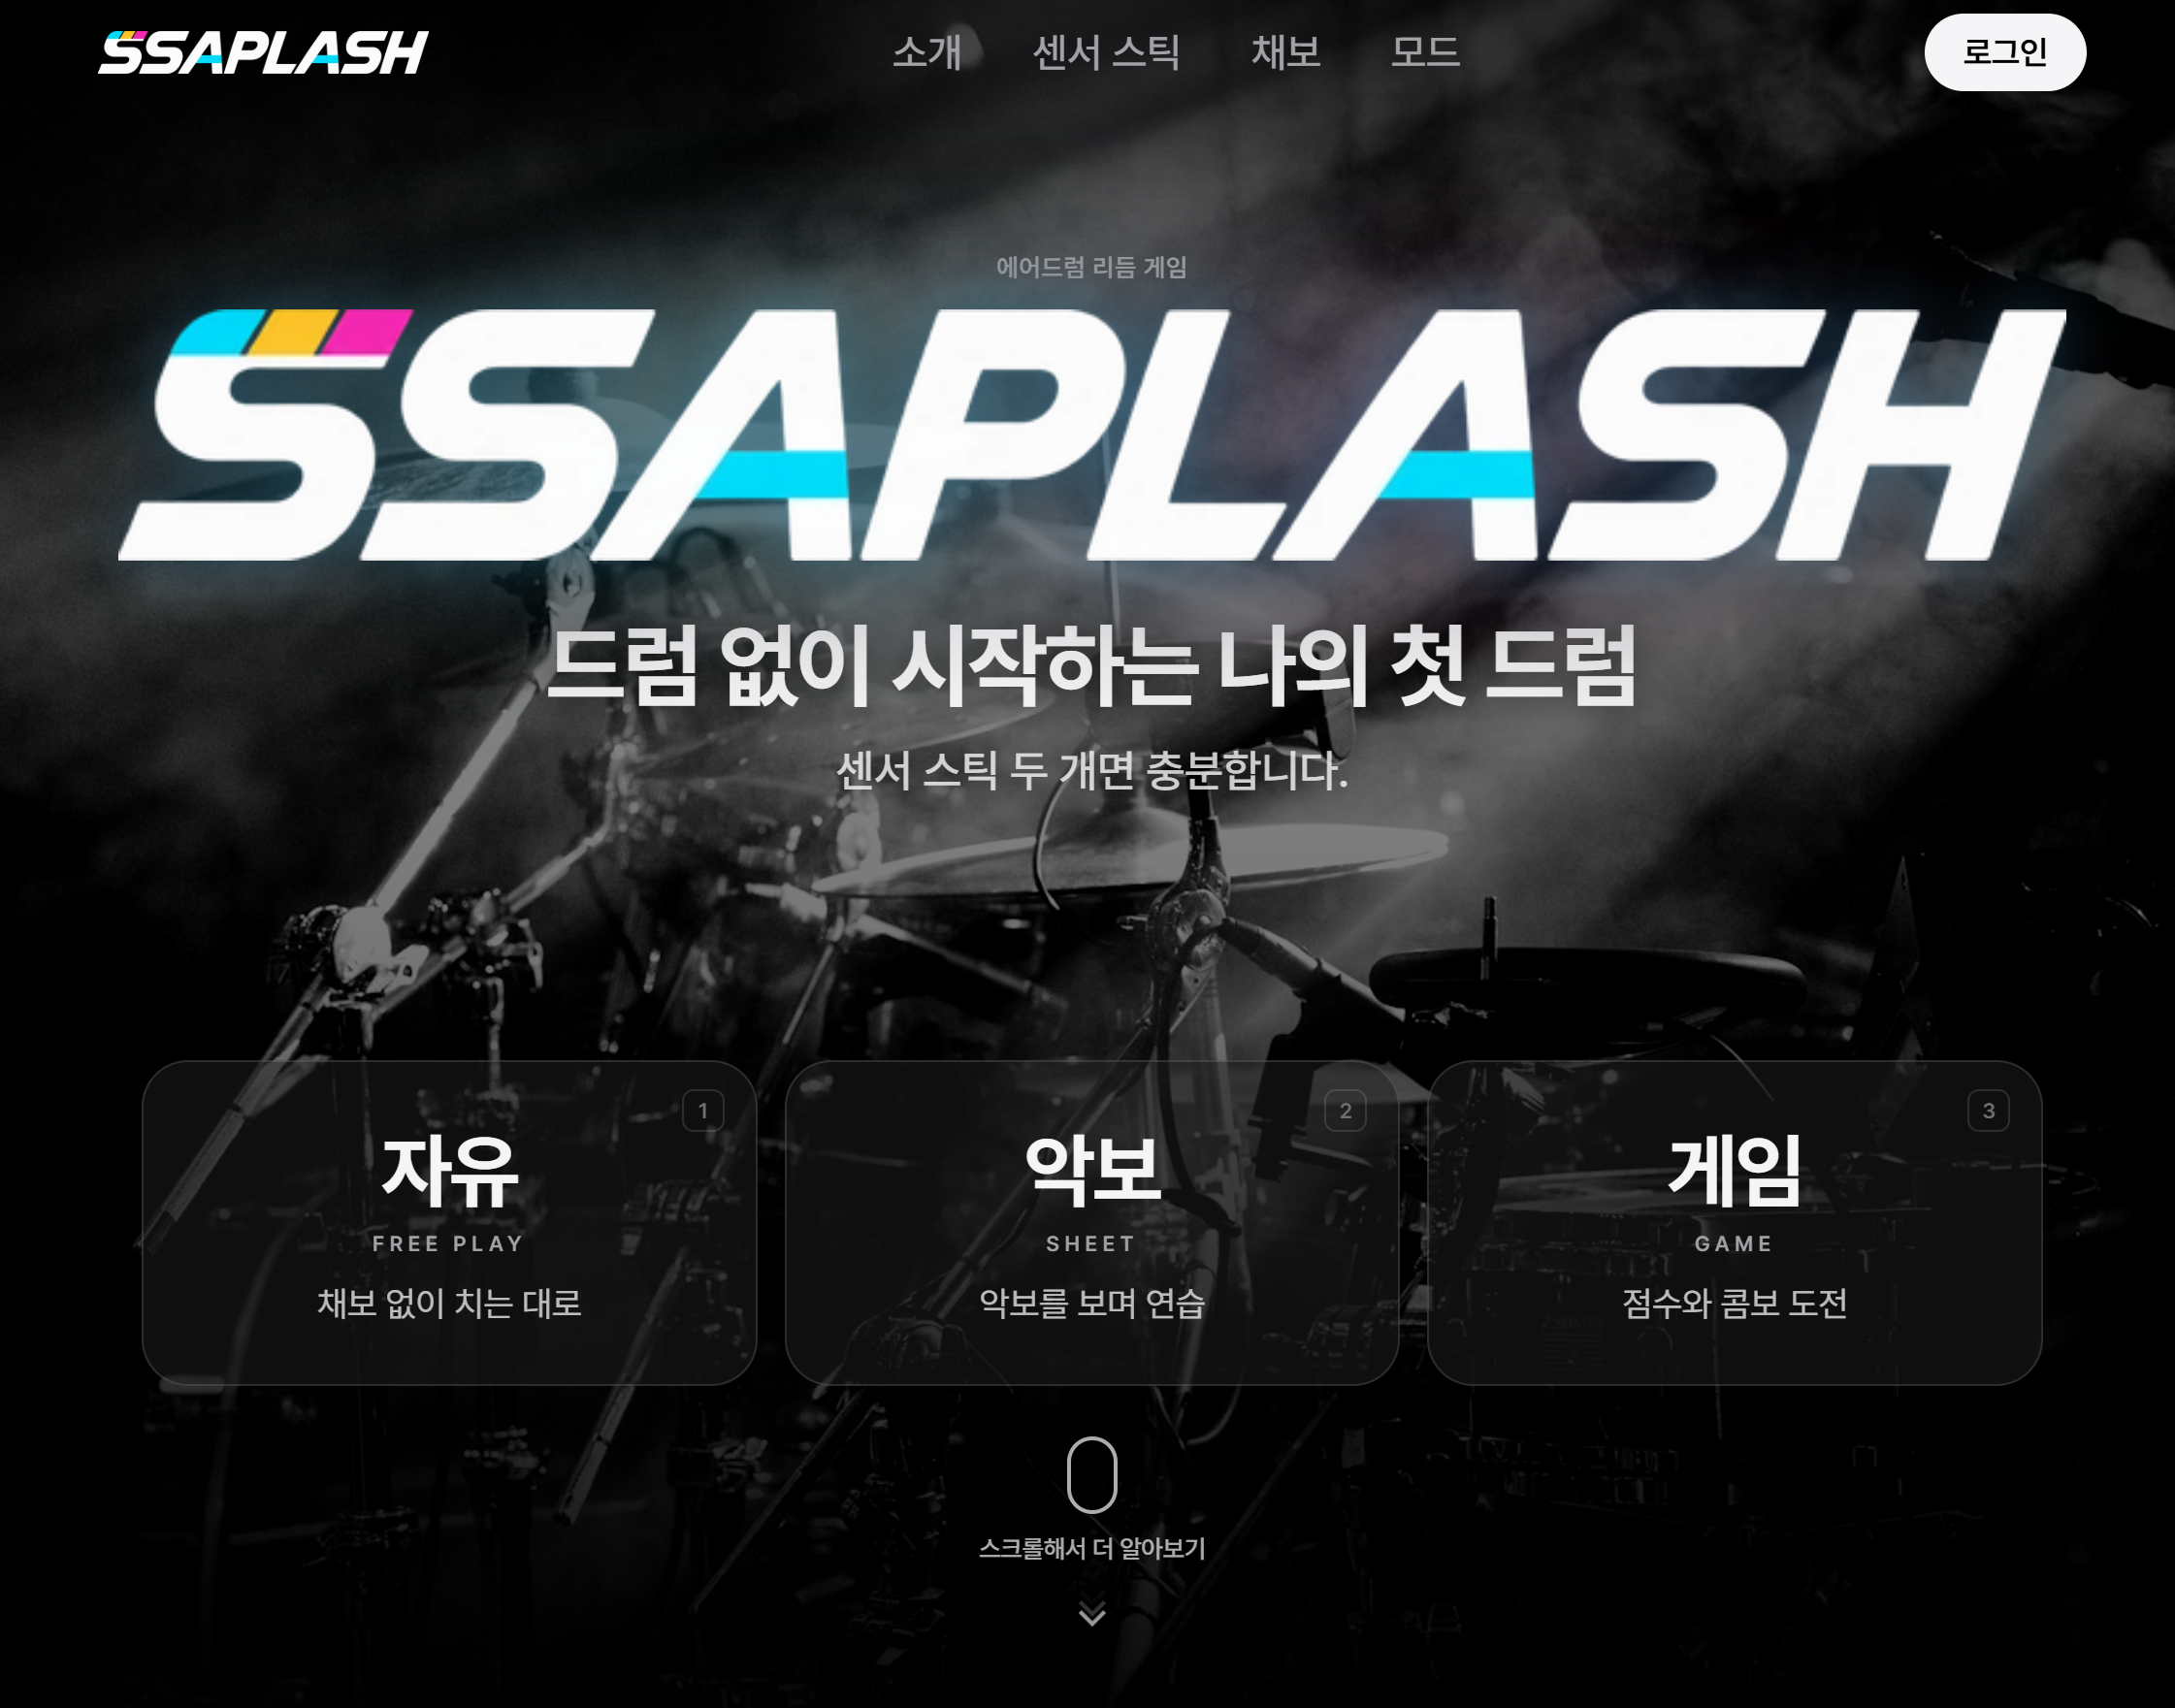 SSAPLASH
소개 센서 스틱 채보 모드
로그인
에어드럼 리듬 게임
SSAPLASH
드럼 없이 시작하는 나의 첫 드럼
센서 스틱 두 개면 충분합니다.
1
자유
FREE PLAY
채보 없이 치는 대로
2
악보
SHEET
악보를 보며 연습
3
게임
GAME
점수와 콤보 도전
스크롤해서 더 알아보기